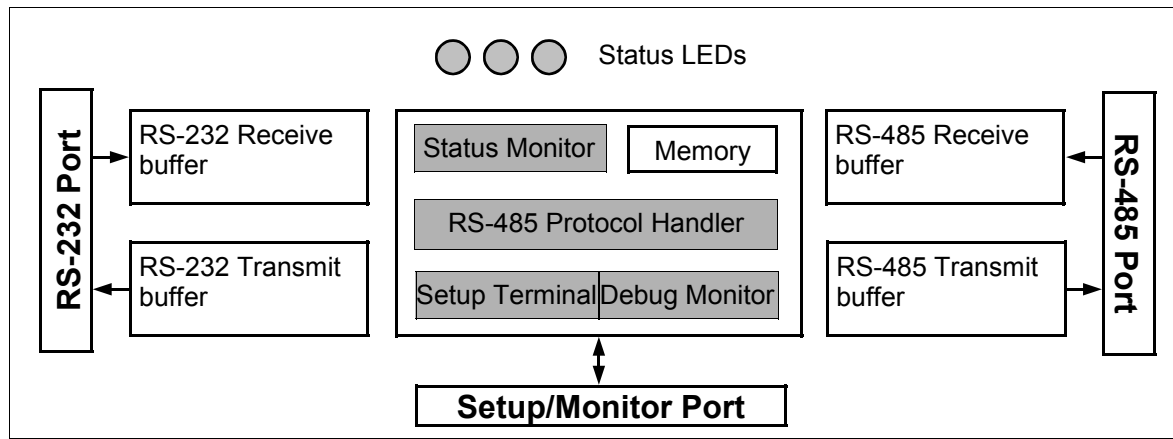 Status LEDs
RS-232 Port
RS-232 Receive
buffer
RS-232 Transmit
buffer
Status Monitor
Memory
RS-485 Protocol Handler
Setup Terminal
Debug Monitor
RS-485 Receive
buffer
RS-485 Transmit
buffer
RS-485 Port
Setup/Monitor Port